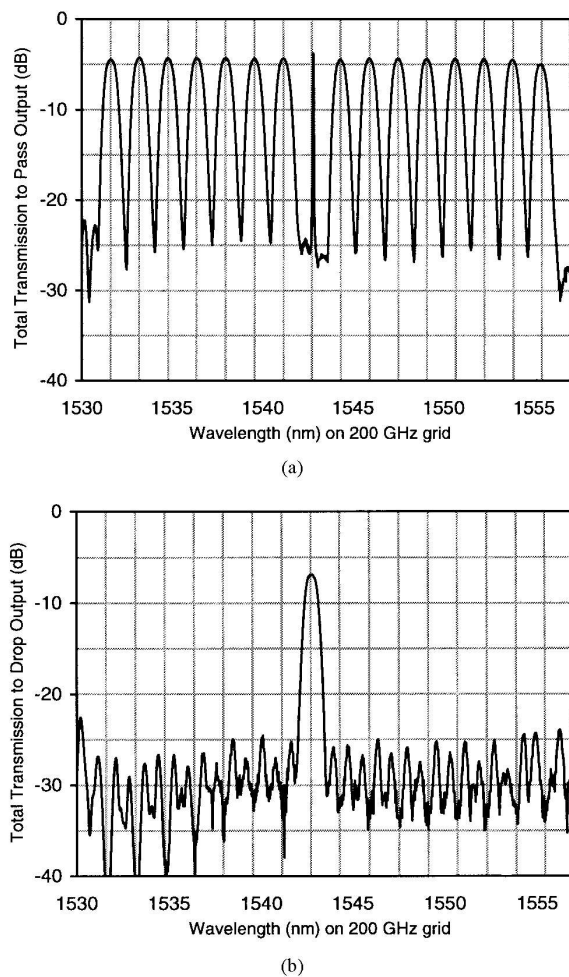 0
-10
-20
-30
-40
Total Transmission to Pass Output (dB)
1530 1535 1540 1545 1550 1555
Wavelength (nm) on 200 GHz grid
(a)
0
-10
-20
-30
-40
Total Transmission to Drop Output (dB)
1530 1535 1540 1545 1550 1555
Wavelength (nm) on 200 GHz grid
(b)